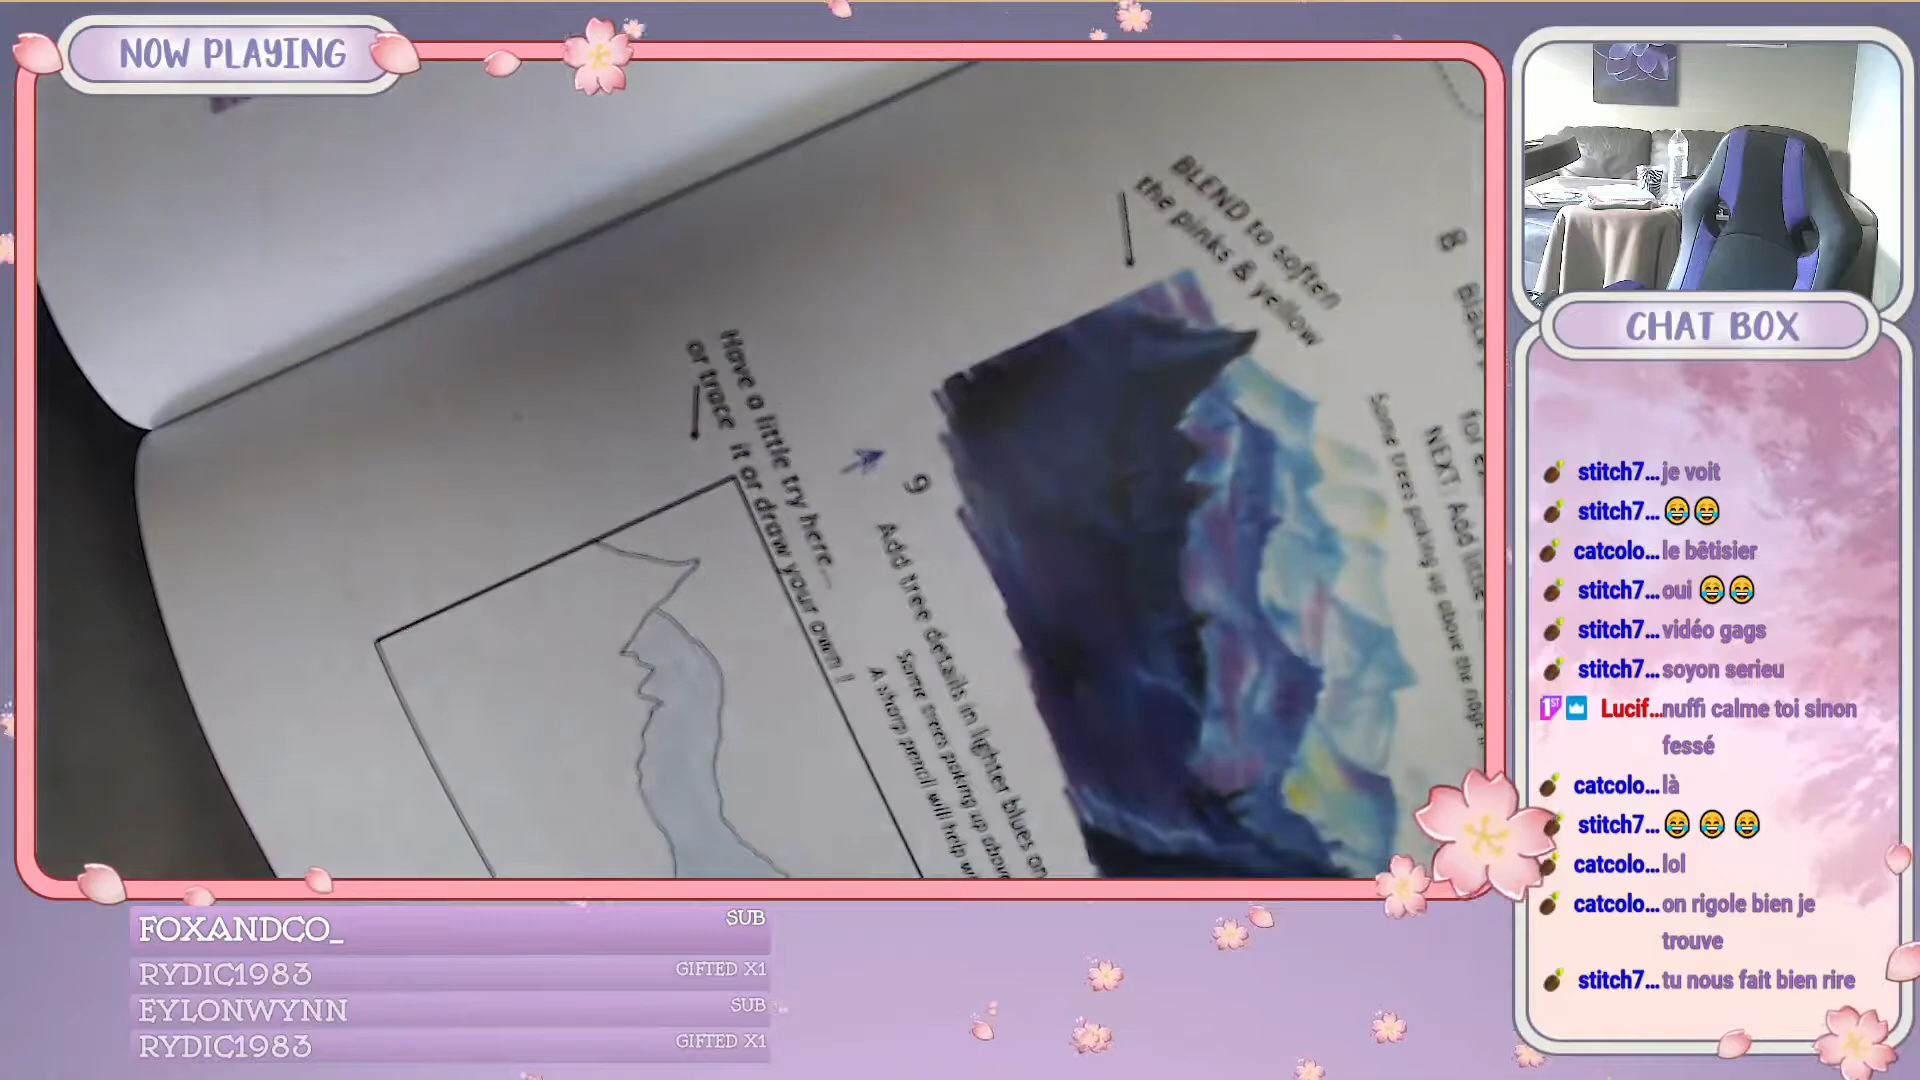 NOW PLAYING
BLEND to soften
the pinks & yellow
8
NEXT: Add little
Some trees poking up above the ridge
Have a little try here...
or trace it or draw your own!
9
Add tree details in lighter blues on
Some trees poking up above
A sharp pencil will help
CHAT BOX
stitch7... je voit
stitch7... 😂😂
catcolo... le bêtisier
stitch7... oui 😂😂
stitch7... vidéo gags
stitch7... soyon serieu
1ST Lucif... nuffi calme toi sinon
fessé
catcolo... là
stitch7... 😂 😂 😂
catcolo... lol
catcolo... on rigole bien je
trouve
stitch7... tu nous fait bien rire
FOXANDCO_ SUB
RYDIC1983 GIFTED X1
EYLONWYNN SUB
RYDIC1983 GIFTED X1